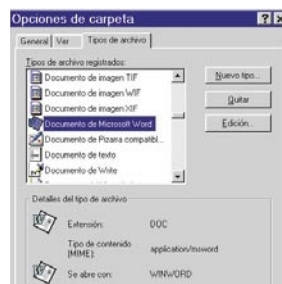 Opciones de carpeta
General Ver Tipos de archivo
Tipos de archivo registrados:
Documento de imagen TIF
Documento de imagen WIF
Documento de imagen XIF
Documento de Microsoft Word
Documento de Pizarra compatibl...
Documento de texto
Documento de Write
Nuevo tipo...
Quitar
Edición...
Detalles del tipo de archivo
Extensión: DOC
Tipo de contenido (MIME): application/msword
Se abre con: WINWORD